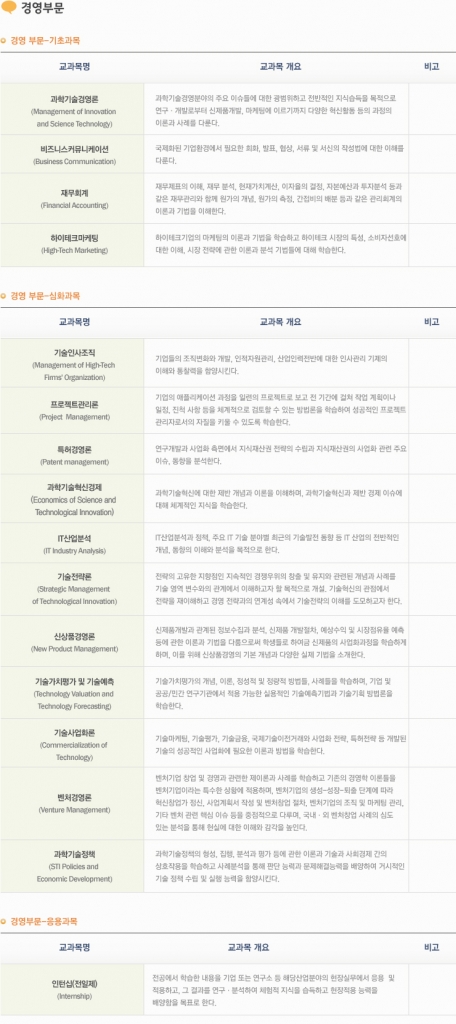 경영부문
경영 부문-기초과목
교과목명 교과목 개요 비고
과학기술경영론
(Management of Innovation
and Science Technology)
과학기술경영분야의 주요 이슈들에 대한 광범위하고 전반적인 지식습득을 목적으로
연구ㆍ개발로부터 신제품개발, 마케팅에 이르기까지 다양한 혁신활동 등의 과정의
이론과 사례를 다룬다.
비즈니스커뮤니케이션
(Business Communication)
국제화된 기업환경에서 필요한 회화, 발표, 협상, 서류 및 서신의 작성법에 대한 이해를
다룬다.
재무회계
(Financial Accounting)
재무제표의 이해, 재무 분석, 현재가치계산, 이자율의 결정, 자본예산과 투자분석 등과
같은 재무관리와 함께 원가의 개념, 원가의 측정, 간접비의 배분 등과 같은 관리회계의
이론과 기법을 이해한다.
하이테크마케팅
(High-Tech Marketing)
하이테크기업의 마케팅의 이론과 기법을 학습하고 하이테크 시장의 특성, 소비자선호에
대한 이해, 시장 전략에 관한 이론과 분석 기법들에 대해 학습한다.
경영 부문-심화과목
교과목명 교과목 개요 비고
기술인사조직
(Management of High-Tech
Firms' Organization)
기업들의 조직변화와 개발, 인적자원관리, 산업인력전반에 대한 인사관리 기제의
이해와 통찰력을 함양시킨다.
프로젝트관리론
(Project Management)
기업의 애플리케이션 과정을 일련의 프로젝트로 보고 전 기간에 걸쳐 작업 계획이나
일정, 진척 사항 등을 체계적으로 검토할 수 있는 방법론을 학습하여 성공적인 프로젝트
관리자로서의 자질을 키울 수 있도록 학습한다.
특허경영론
(Patent management)
연구개발과 사업화 측면에서 지식재산권 전략의 수립과 지식재산권의 사업화 관련 주요
이슈, 동향을 분석한다.
과학기술혁신경제
(Economics of Science and
Technological Innovation)
과학기술혁신에 대한 제반 개념과 이론을 이해하며, 과학기술혁신과 제반 경제 이슈에
대해 체계적인 지식을 학습한다.
IT산업분석
(IT Industry Analysis)
IT산업분석과 정책, 주요 IT 기술 분야별 최근의 기술발전 동향 등 IT 산업의 전반적인
개념, 동향의 이해와 분석을 목적으로 한다.
기술전략론
(Strategic Management
of Technological Innovation)
전략의 고유한 지향점인 지속적인 경쟁우위의 창출 및 유지와 관련된 개념과 사례를
기술 영역 변수와의 관계에서 이해하고자 할 목적으로 개설, 기술혁신의 관점에서
전략을 재이해하고 경영 전략과의 연계성 속에서 기술전략의 이해를 도모하고자 한다.
신상품경영론
(New Product Management)
신제품개발과 관계된 정보수집과 분석, 신제품 개발절차, 예상수익 및 시장점유율 예측
등에 관한 이론과 기법을 다룸으로써 학생들로 하여금 신제품의 사업화과정을 학습하게
하며, 이를 위해 신상품경영의 기본 개념과 다양한 실제 기법을 소개한다.
기술가치평가 및 기술예측
(Technology Valuation and
Technology Forecasting)
기술가치평가의 개념, 이론, 정성적 및 정량적 방법들, 사례들을 학습하며, 기업 및
공공/민간 연구기관에서 적용 가능한 실용적인 기술예측기법과 기술기획 방법론을
학습한다.
기술사업화론
(Commercialization of
Technology)
기술마케팅, 기술평가, 기술금융, 국제기술이전거래와 사업화 전략, 특허전략 등 개발된
기술의 성공적인 사업화에 필요한 이론과 방법을 학습한다.
벤처경영론
(Venture Management)
벤처기업 창업 및 경영과 관련한 제이론과 사례를 학습하고 기존의 경영학 이론들을
벤처기업이라는 특수한 상황에 적용하며, 벤처기업의 생성-성장-퇴출 단계에 따라
혁신창업가 정신, 사업계획서 작성 및 벤처창업 절차, 벤처기업의 조직 및 마케팅 관리,
기타 벤처 관련 핵심 이슈 등을 중점적으로 다루며, 국내ㆍ외 벤처창업 사례의 심도
있는 분석을 통해 현실에 대한 이해와 감각을 높인다.
과학기술정책
(STI Policies and
Economic Development)
과학기술정책의 형성, 집행, 분석과 평가 등에 관한 이론과 기술과 사회경제 간의
상호작용을 학습하고 사례분석을 통해 판단 능력과 문제해결능력을 배양하여 거시적인
기술 정책 수립 및 실행 능력을 함양시킨다.
경영부문-응용과목
교과목명 교과목 개요 비고
인턴십(전일제)
(Internship)
전공에서 학습한 내용을 기업 또는 연구소 등 해당산업분야의 현장실무에서 응용 및
적용하고, 그 결과를 연구ㆍ분석하여 체험적 지식을 습득하고 현장적용 능력을
배양함을 목표로 한다.